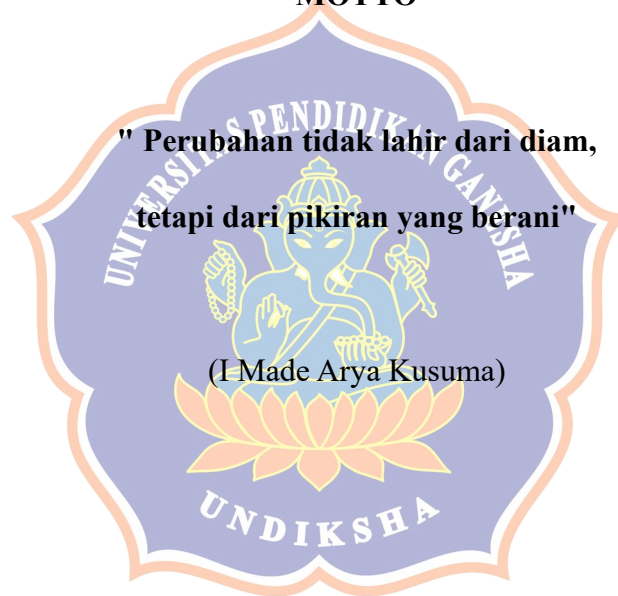 MOTTO
" Perubahan tidak lahir dari diam,
tetapi dari pikiran yang berani"
(I Made Arya Kusuma)
UNIVERSITAS PENDIDIKAN GANESHA
UNDIKSHA